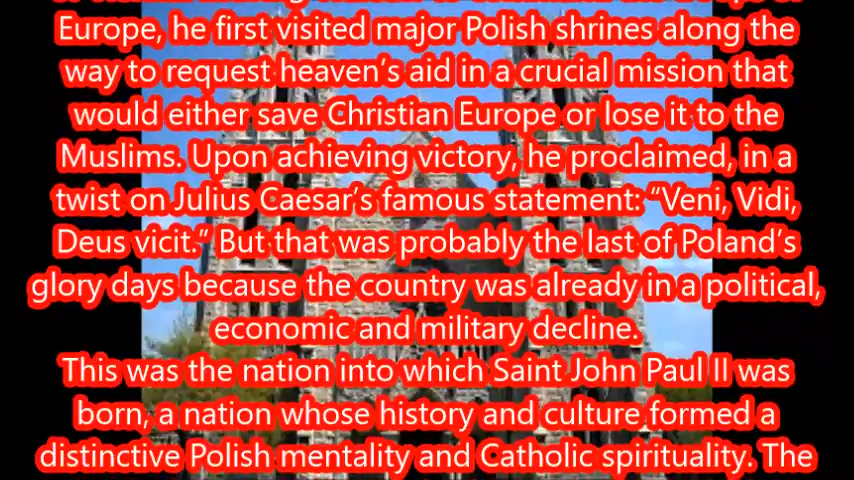 Europe, he first visited major Polish shrines along the
way to request heaven’s aid in a crucial mission that
would either save Christian Europe or lose it to the
Muslims. Upon achieving victory, he proclaimed, in a
twist on Julius Caesar’s famous statement: “Veni, Vidi,
Deus vicit.” But that was probably the last of Poland’s
glory days because the country was already in a political,
economic and military decline.
This was the nation into which Saint John Paul II was
born, a nation whose history and culture formed a
distinctive Polish mentality and Catholic spirituality. The